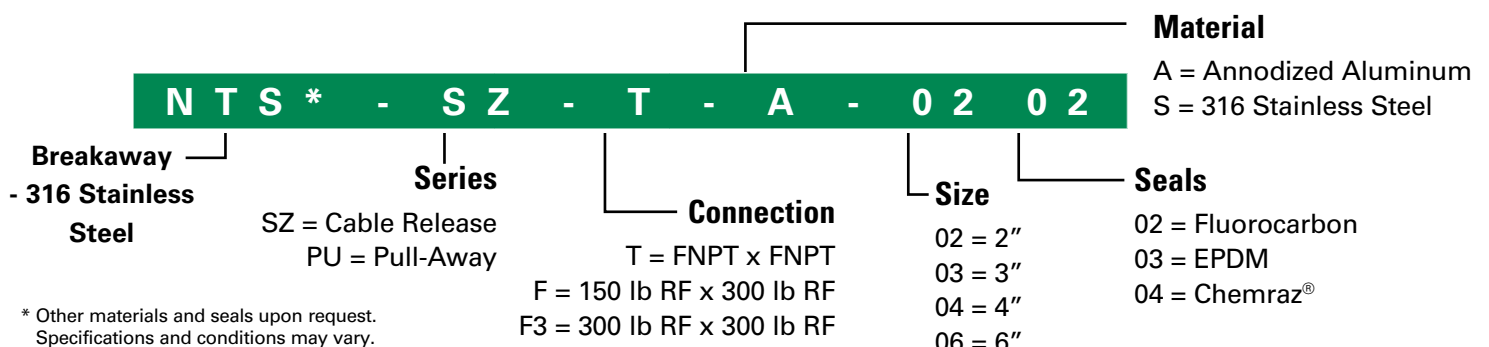 Material
A = Annodized Aluminum
S = 316 Stainless Steel
N T S * - S Z - T - A - 0 2 0 2
Breakaway
- 316 Stainless
Steel
Series
SZ = Cable Release
PU = Pull-Away
Connection
T = FNPT x FNPT
F = 150 lb RF x 300 lb RF
F3 = 300 lb RF x 300 lb RF
Size
02 = 2″
03 = 3″
04 = 4″
06 = 6″
Seals
02 = Fluorocarbon
03 = EPDM
04 = Chemraz®
* Other materials and seals upon request.
Specifications and conditions may vary.